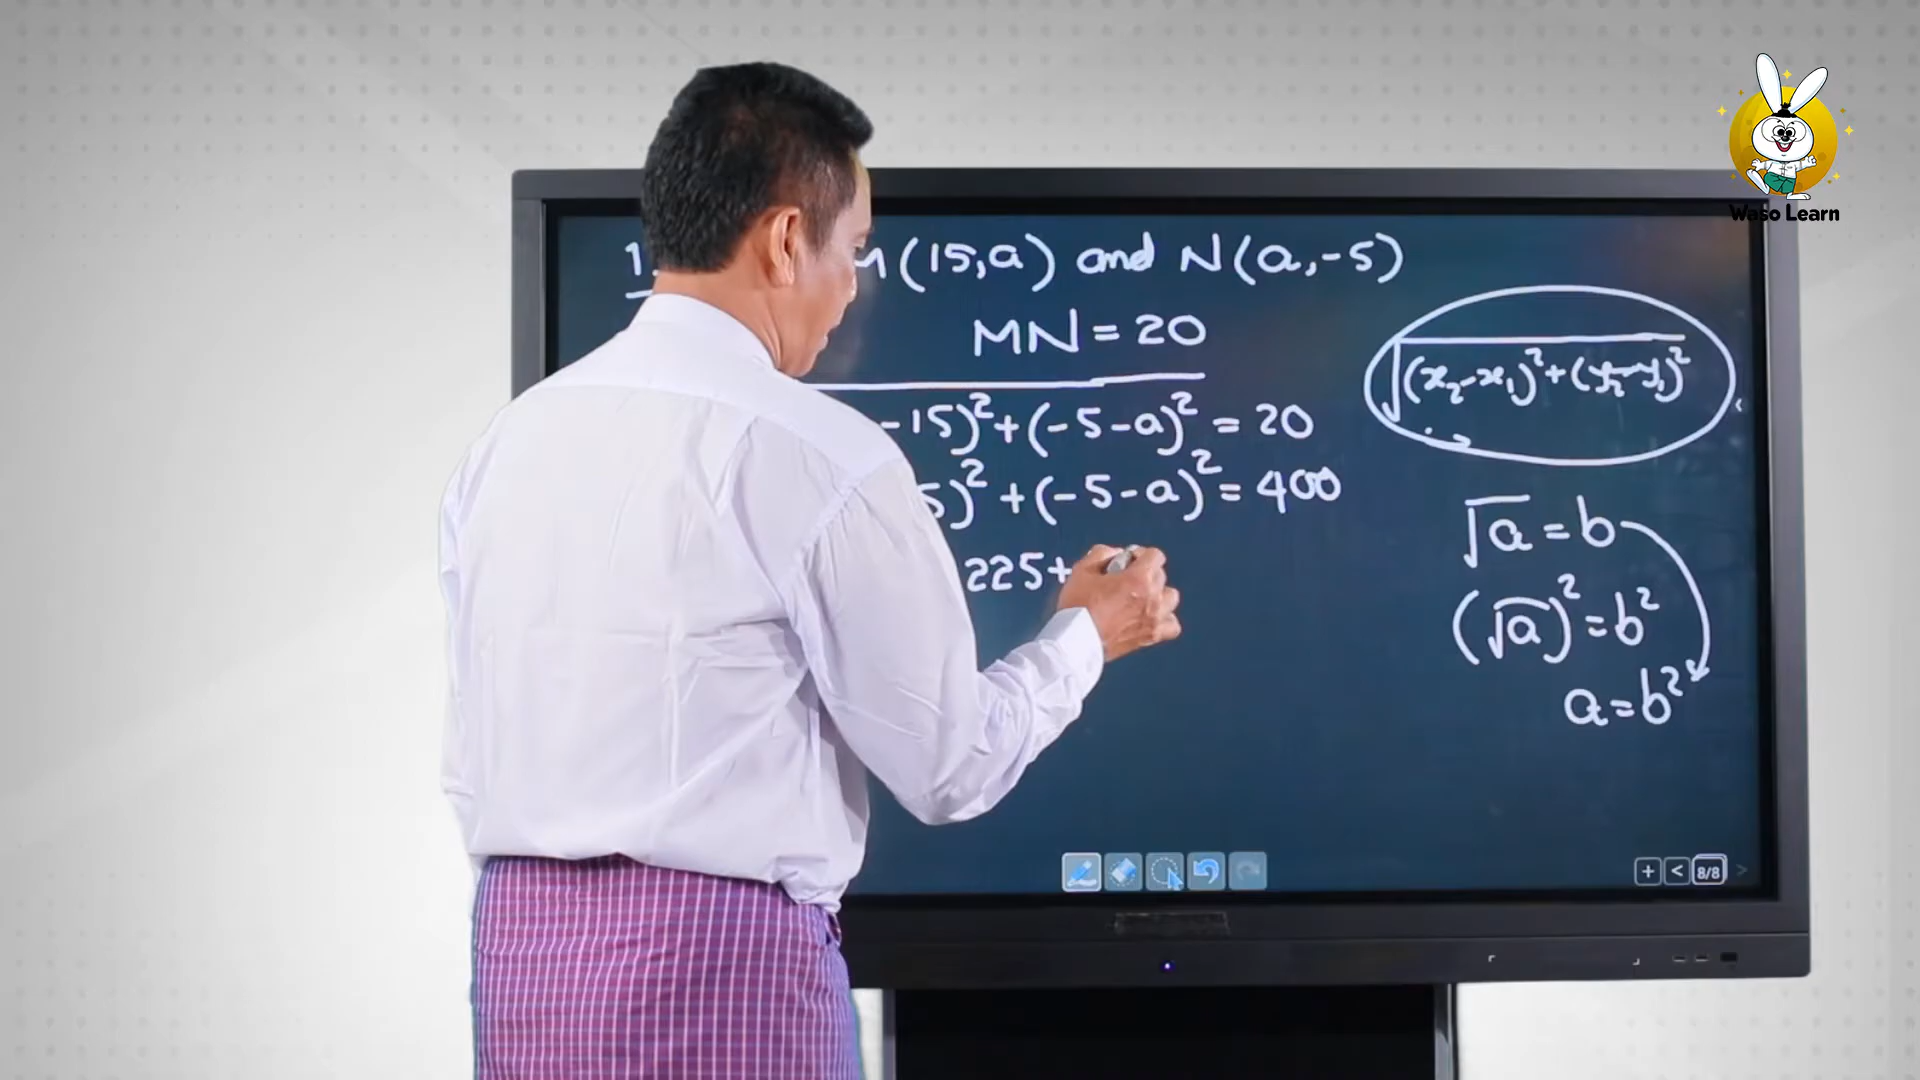 Waso Learn
1
M(15,a) and N(a,-5)
MN=20
-15)²+(-5-a)²=20
5)²+(-5-a)²=400
225+
√(x₂-x₁)²+(y₂-y₁)²
√a=b
(√a)²=b²
a=b²
+ < 8/8 >